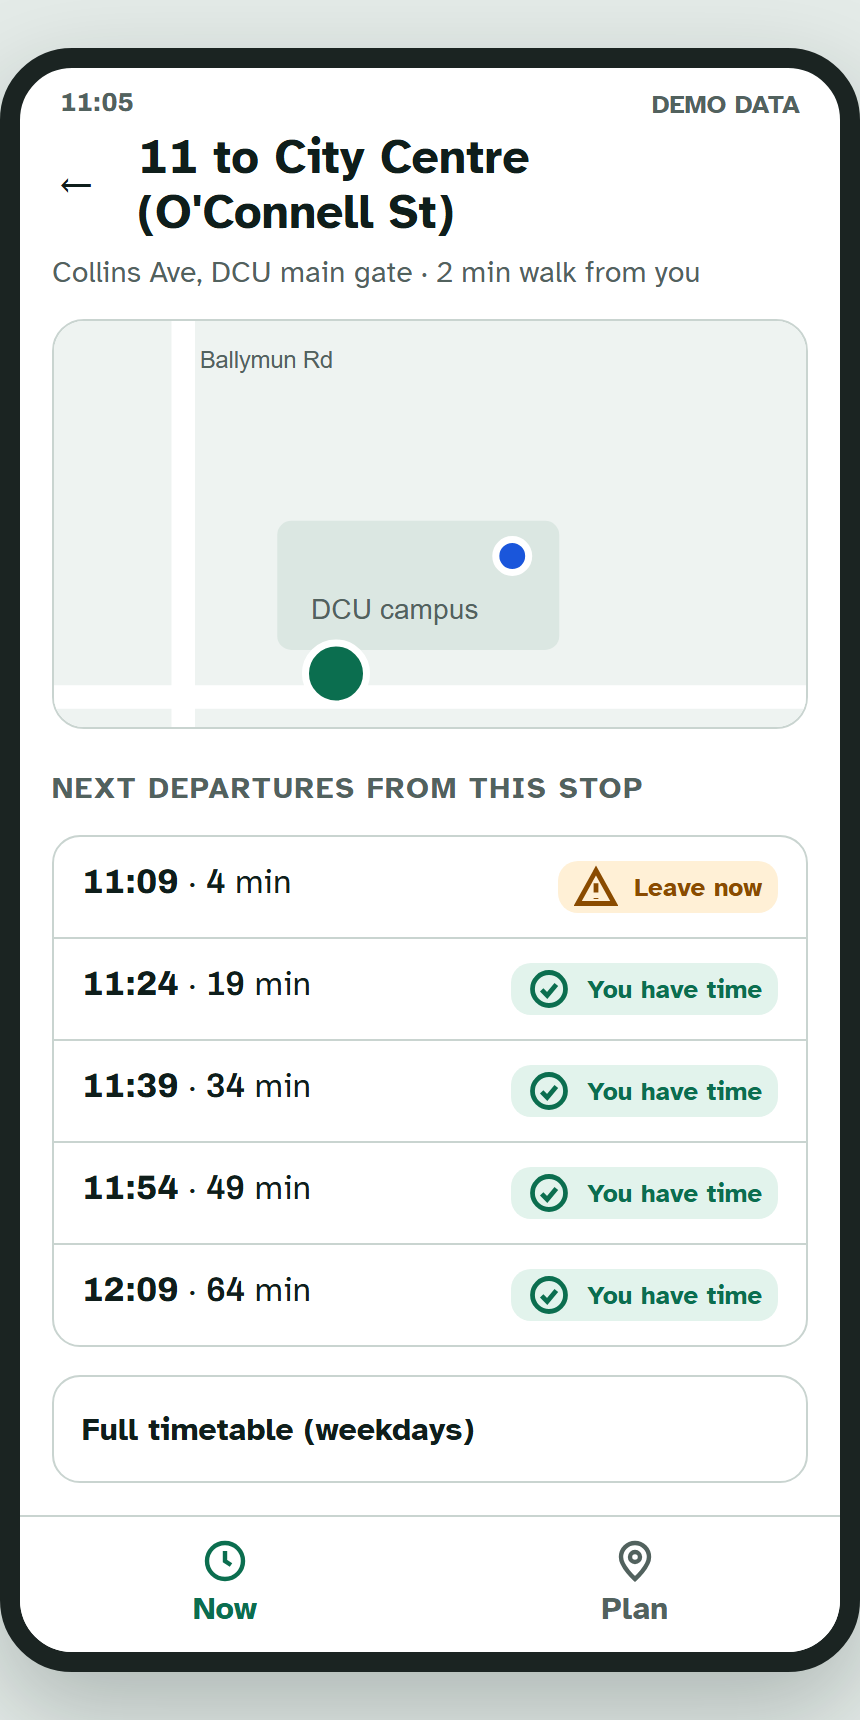 11:05
DEMO DATA
11 to City Centre
(O'Connell St)
Collins Ave, DCU main gate · 2 min walk from you
Ballymun Rd
DCU campus
NEXT DEPARTURES FROM THIS STOP
11:09 · 4 min
Leave now
11:24 · 19 min
You have time
11:39 · 34 min
You have time
11:54 · 49 min
You have time
12:09 · 64 min
You have time
Full timetable (weekdays)
Now
Plan